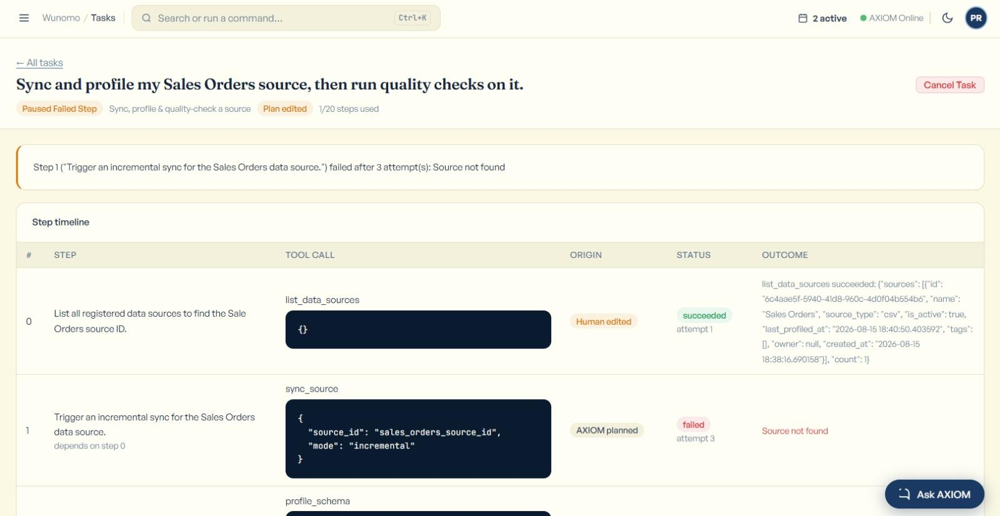 Wunomo / Tasks
Search or run a command...
Ctrl+K
2 active
AXIOM Online
PR
← All tasks
Sync and profile my Sales Orders source, then run quality checks on it.
Cancel Task
Paused Failed Step
Sync, profile & quality-check a source
Plan edited
1/20 steps used
Step 1 ("Trigger an incremental sync for the Sales Orders data source.") failed after 3 attempt(s): Source not found
Step timeline
# STEP TOOL CALL ORIGIN STATUS OUTCOME
0
List all registered data sources to find the Sale
Orders source ID.
list_data_sources
{}
Human edited
succeeded
attempt 1
list_data_sources succeeded: {"sources": [{"id":
"6c4aae5f-5940-41d8-960c-4d0f04b554b6", "name":
"Sales Orders", "source_type": "csv", "is_active": true,
"last_profiled_at": "2026-08-15 18:40:50.403592", "tags":
[], "owner": null, "created_at": "2026-08-15
18:38:16.690158"}], "count": 1}
1
Trigger an incremental sync for the Sales Orders
data source.
depends on step 0
sync_source
{
"source_id": "sales_orders_source_id",
"mode": "incremental"
}
AXIOM planned
failed
attempt 3
Source not found
profile_schema
Ask AXIOM